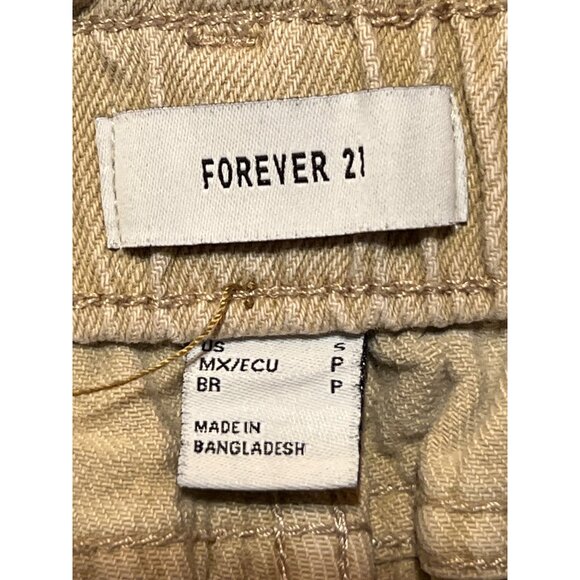 FOREVER 21
US S
MX/ECU P
BR P
MADE IN
BANGLADESH